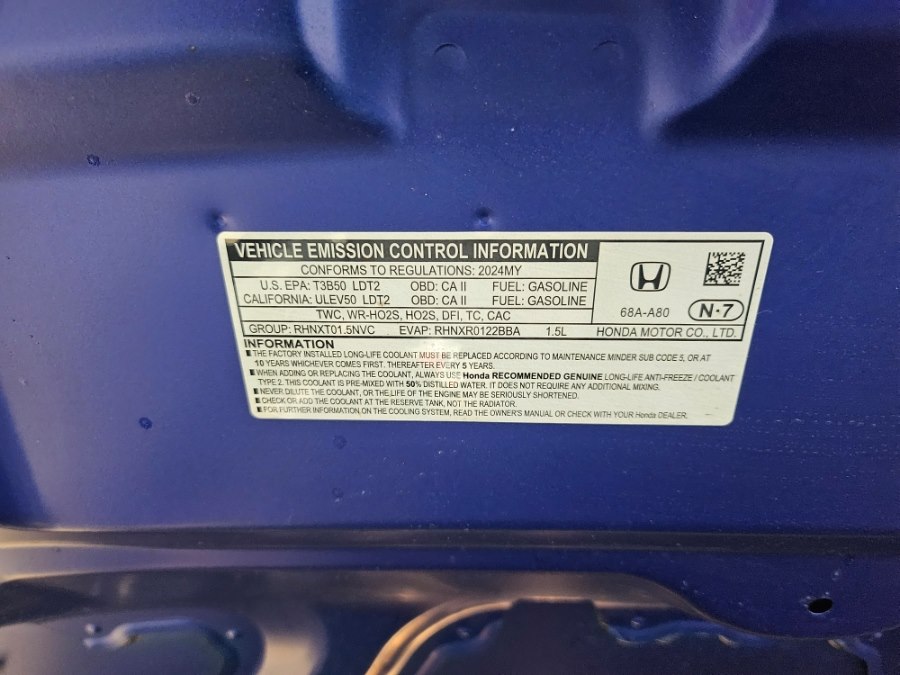 VEHICLE EMISSION CONTROL INFORMATION
CONFORMS TO REGULATIONS: 2024MY
U.S. EPA: T3B50 LDT2 OBD: CA II FUEL: GASOLINE
CALIFORNIA: ULEV50 LDT2 OBD: CA II FUEL: GASOLINE
TWC, WR-HO2S, HO2S, DFI, TC, CAC
GROUP: RHNXT01.5NVC EVAP: RHNXR0122BBA 1.5L
68A-A80 N·7
HONDA MOTOR CO., LTD.
INFORMATION
■ THE FACTORY INSTALLED LONG-LIFE COOLANT MUST BE REPLACED ACCORDING TO MAINTENANCE MINDER SUB CODE 5, OR AT
10 YEARS WHICHEVER COMES FIRST. THEREAFTER EVERY 5 YEARS.
■ WHEN ADDING OR REPLACING THE COOLANT, ALWAYS USE Honda RECOMMENDED GENUINE LONG-LIFE ANTI-FREEZE / COOLANT
TYPE 2. THIS COOLANT IS PRE-MIXED WITH 50% DISTILLED WATER. IT DOES NOT REQUIRE ANY ADDITIONAL MIXING.
■ NEVER DILUTE THE COOLANT, OR THE LIFE OF THE ENGINE MAY BE SERIOUSLY SHORTENED.
■ CHECK OR ADD THE COOLANT AT THE RESERVE TANK, NOT THE RADIATOR.
■ FOR FURTHER INFORMATION, ON THE COOLING SYSTEM, READ THE OWNER'S MANUAL OR CHECK WITH YOUR Honda DEALER.